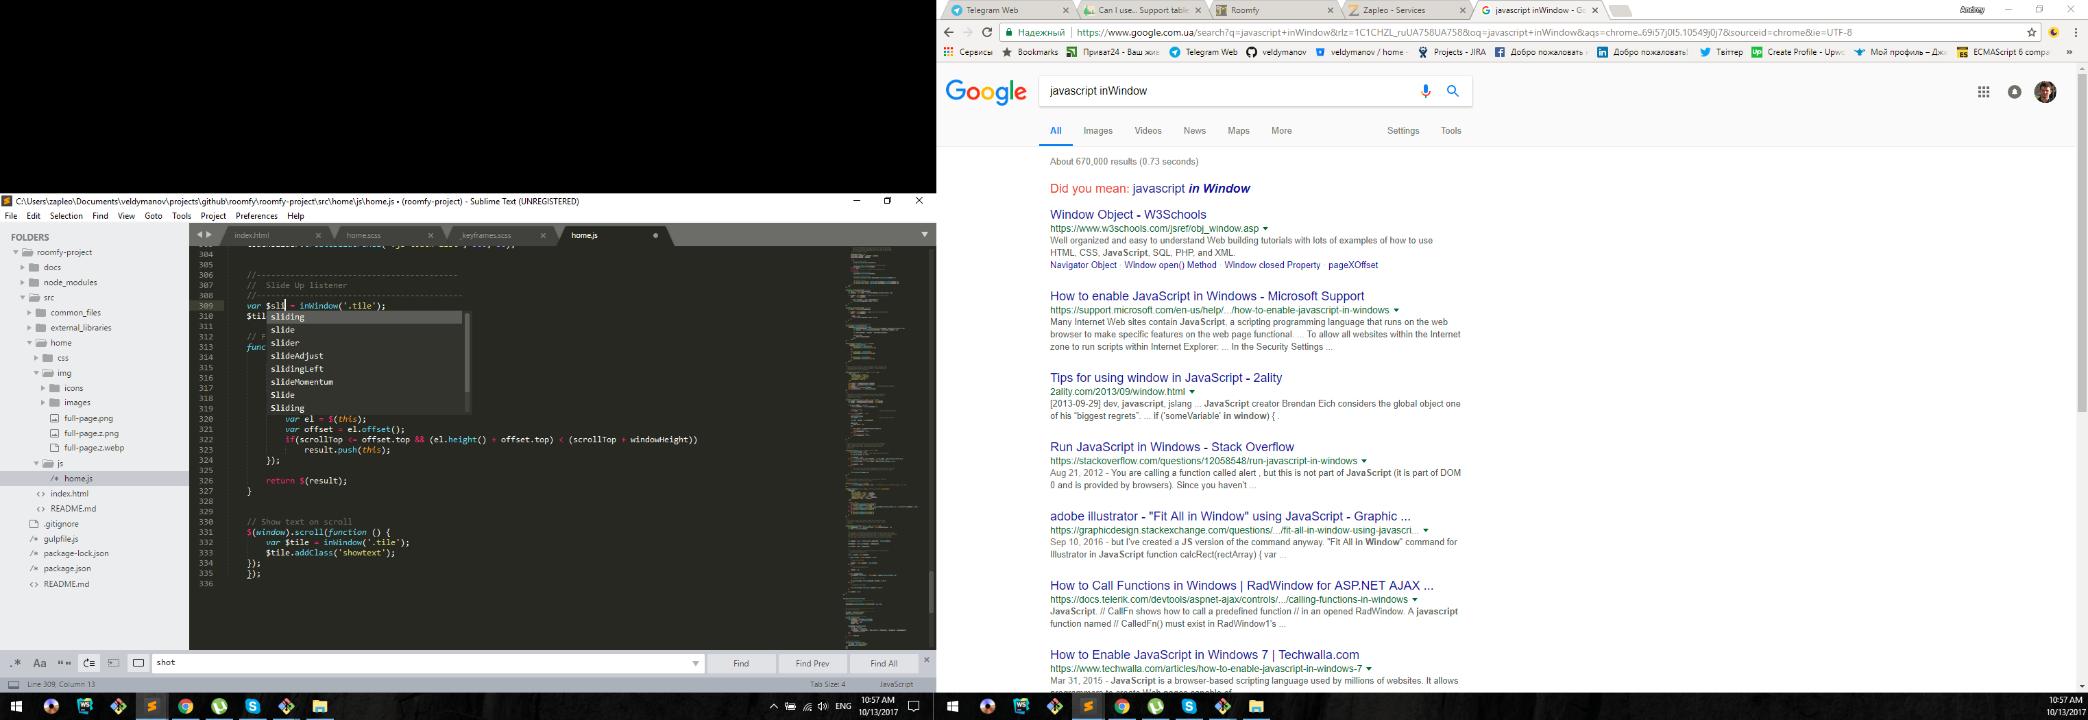 C:\Users\zapleo\Documents\veldymanov\projects\github\roomfy\roomfy-project\src\home\js\home.js • (roomfy-project) - Sublime Text (UNREGISTERED)
File Edit Selection Find View Goto Tools Project Preferences Help
FOLDERS
roomfy-project
docs
node_modules
src
common_files
external_libraries
home
css
img
icons
images
full-page.png
full-page.z.png
full-page.z.webp
js
home.js
index.html
README.md
.gitignore
gulpfile.js
package-lock.json
package.json
README.md
index.html home.scss _keyframes.scss home.js
304
305
306 //------------------------------------------
307 // Slide Up listener
308 //-------------------------------------------
309 var $sli = inWindow('.tile');
310 $til
311
312 // F
313 func
314
315
316
317
318
319
sliding
slide
slider
slideAdjust
slidingLeft
slideMomentum
Slide
Sliding
320 var el = $(this);
321 var offset = el.offset();
322 if(scrollTop <= offset.top && (el.height() + offset.top) < (scrollTop + windowHeight))
323 result.push(this);
324 });
325
326 return $(result);
327 }
328
329
330 // Show text on scroll
331 $(window).scroll(function () {
332 var $tile = inWindow('.tile');
333 $tile.addClass('showtext');
334 });
335 });
336
.* Aa “” shot Find Find Prev Find All
Line 309, Column 13 Tab Size: 4 JavaScript
ENG 10:57 AM
10/13/2017
Telegram Web Can I use... Support table Roomfy Zapleo - Services javascript inWindow - Go Andrey
Надежный https://www.google.com.ua/search?q=javascript+inWindow&rlz=1C1CHZL_ruUA758UA758&oq=javascript+inWindow&aqs=chrome..69i57j0l5.10549j0j7&sourceid=chrome&ie=UTF-8
Сервисы Bookmarks Приват24 - Ваш жив Telegram Web veldymanov veldymanov / home Projects - JIRA Добро пожаловать Добро пожаловать! Твіттер Create Profile - Upwo Мой профиль – Джи ECMAScript 6 compa »
Google javascript inWindow
All Images Videos News Maps More Settings Tools
About 670,000 results (0.73 seconds)
Did you mean: javascript in Window
Window Object - W3Schools
https://www.w3schools.com/jsref/obj_window.asp
Well organized and easy to understand Web building tutorials with lots of examples of how to use
HTML, CSS, JavaScript, SQL, PHP, and XML.
Navigator Object · Window open() Method · Window closed Property · pageXOffset
How to enable JavaScript in Windows - Microsoft Support
https://support.microsoft.com/en-us/help/.../how-to-enable-javascript-in-windows
Many Internet Web sites contain JavaScript, a scripting programming language that runs on the web
browser to make specific features on the web page functional. ... To allow all websites within the Internet
zone to run scripts within Internet Explorer: ... In the Security Settings ...
Tips for using window in JavaScript - 2ality
2ality.com/2013/09/window.html
[2013-09-29] dev, javascript, jslang ... JavaScript creator Brendan Eich considers the global object one
of his “biggest regrets”. ... if ('someVariable' in window) { .
Run JavaScript in Windows - Stack Overflow
https://stackoverflow.com/questions/12058548/run-javascript-in-windows
Aug 21, 2012 - You are calling a function called alert , but this is not part of JavaScript (it is part of DOM
0 and is provided by browsers). Since you haven't ...
adobe illustrator - "Fit All in Window" using JavaScript - Graphic ...
https://graphicdesign.stackexchange.com/questions/.../fit-all-in-window-using-javascri...
Sep 10, 2016 - but I've created a JS version of the command anyway. "Fit All in Window" command for
Illustrator in JavaScript function calcRect(rectArray) { var ...
How to Call Functions in Windows | RadWindow for ASP.NET AJAX ...
https://docs.telerik.com/devtools/aspnet-ajax/controls/.../calling-functions-in-windows
JavaScript. // CallFn shows how to call a predefined function // in an opened RadWindow. A javascript
function named // CalledFn() must exist in RadWindow1's ...
How to Enable JavaScript in Windows 7 | Techwalla.com
https://www.techwalla.com/articles/how-to-enable-javascript-in-windows-7
Mar 31, 2015 - JavaScript is a browser-based scripting language used by millions of websites. It allows
10:57 AM
10/13/2017